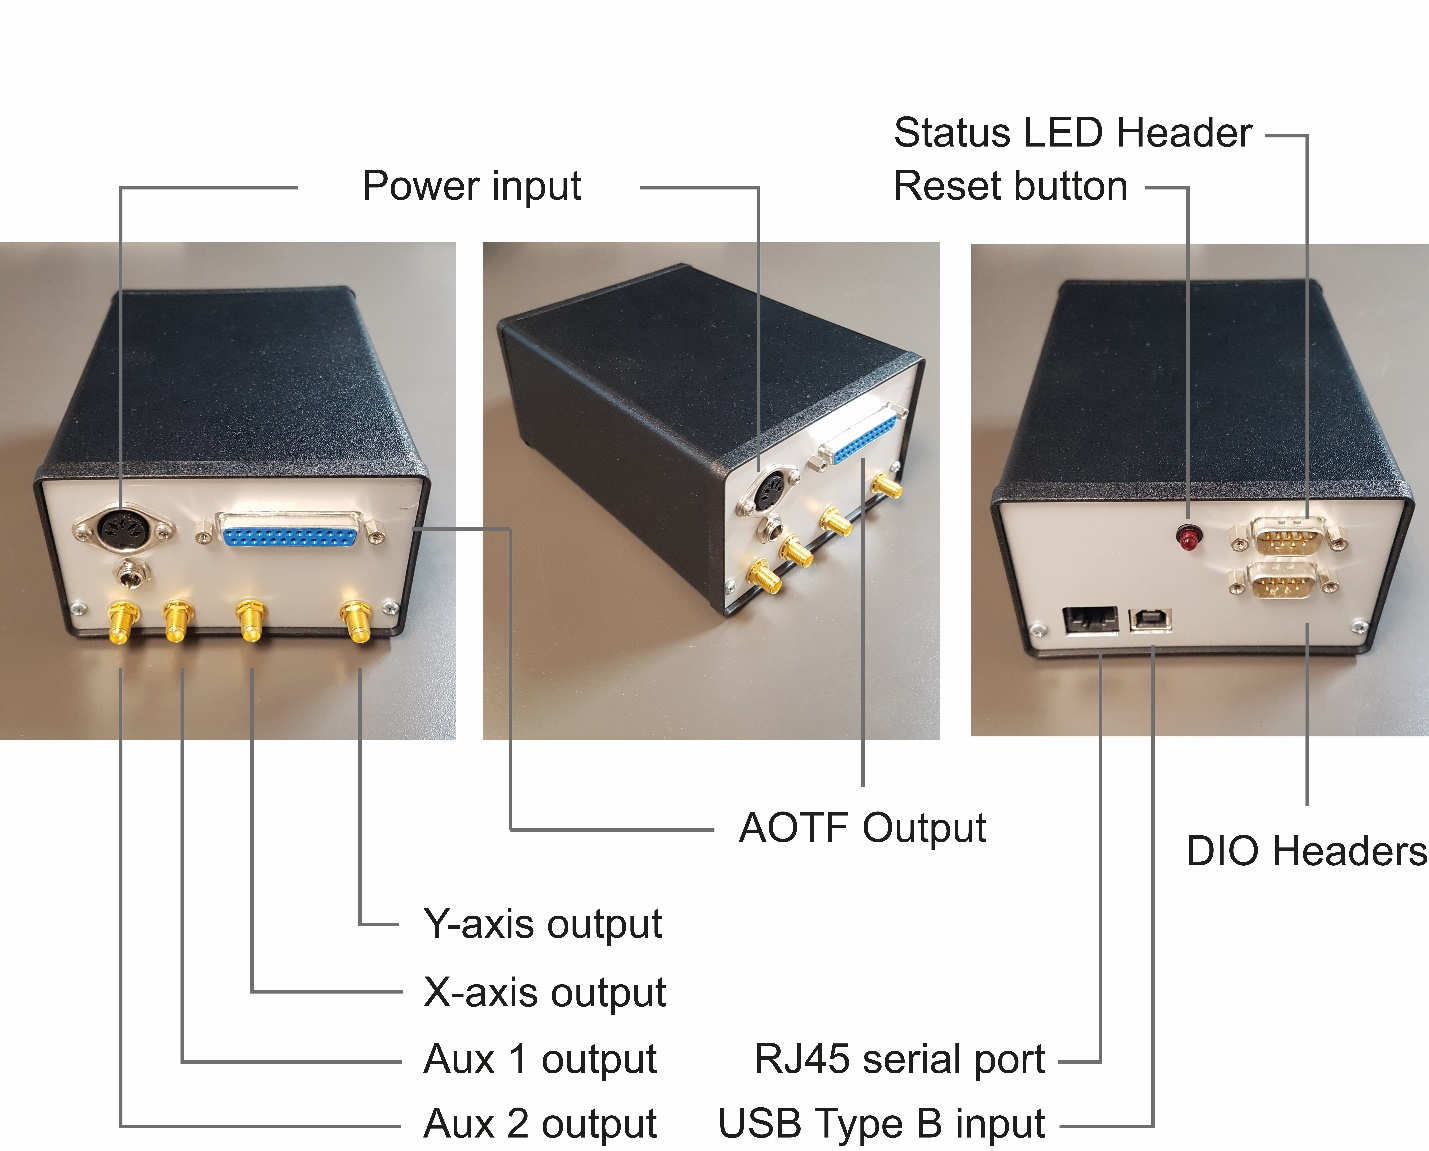 Status LED Header
Power input
Reset button
AOTF Output
DIO Headers
Y-axis output
X-axis output
Aux 1 output
RJ45 serial port
Aux 2 output
USB Type B input